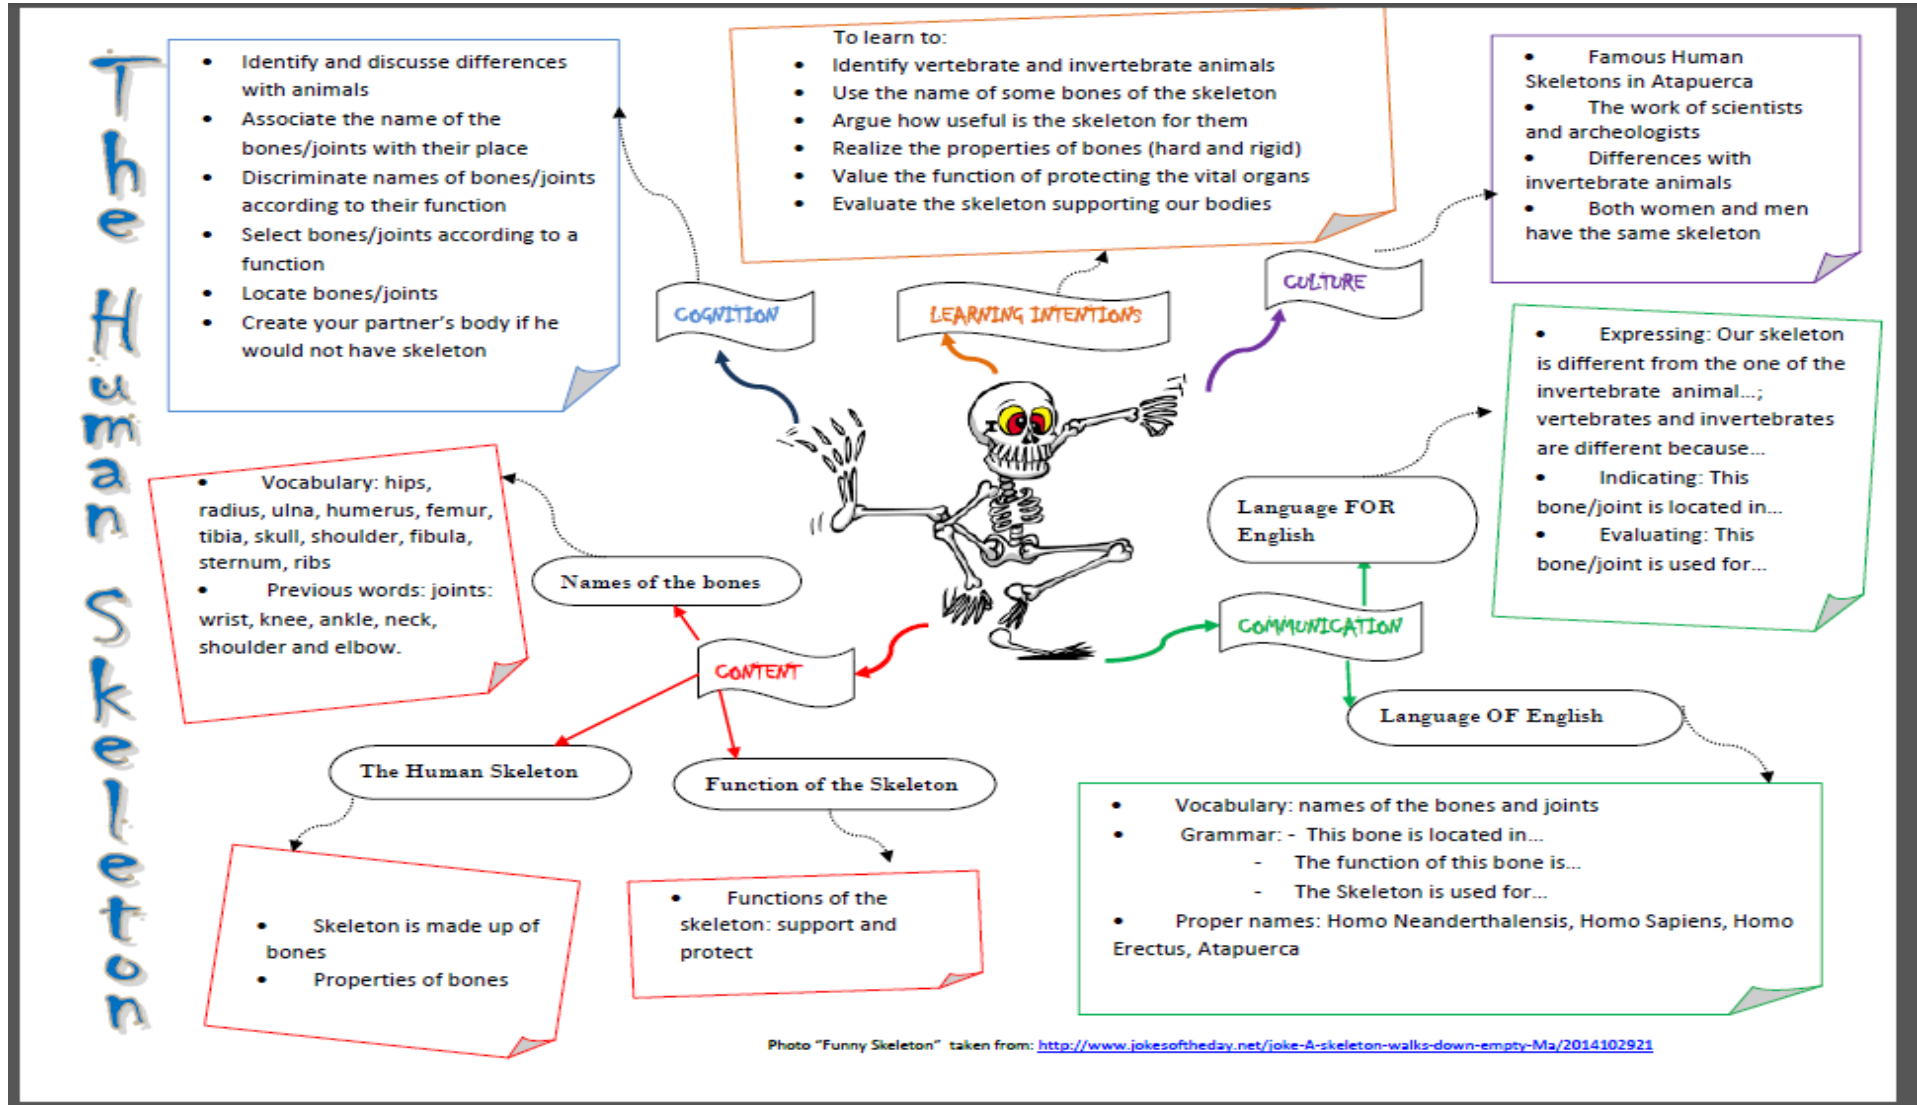 The Human Skeleton
• Identify and discusse differences
with animals
• Associate the name of the
bones/joints with their place
• Discriminate names of bones/joints
according to their function
• Select bones/joints according to a
function
• Locate bones/joints
• Create your partner's body if he
would not have skeleton
To learn to:
• Identify vertebrate and invertebrate animals
• Use the name of some bones of the skeleton
• Argue how useful is the skeleton for them
• Realize the properties of bones (hard and rigid)
• Value the function of protecting the vital organs
• Evaluate the skeleton supporting our bodies
• Famous Human
Skeletons in Atapuerca
• The work of scientists
and archeologists
• Differences with
invertebrate animals
• Both women and men
have the same skeleton
COGNITION
LEARNING INTENTIONS
CULTURE
• Expressing: Our skeleton
is different from the one of the
invertebrate animal...;
vertebrates and invertebrates
are different because...
• Indicating: This
bone/joint is located in...
• Evaluating: This
bone/joint is used for...
• Vocabulary: hips,
radius, ulna, humerus, femur,
tibia, skull, shoulder, fibula,
sternum, ribs
• Previous words: joints:
wrist, knee, ankle, neck,
shoulder and elbow.
Names of the bones
Language FOR
English
COMMUNICATION
CONTENT
Language OF English
The Human Skeleton
Function of the Skeleton
• Skeleton is made up of
bones
• Properties of bones
• Functions of the
skeleton: support and
protect
• Vocabulary: names of the bones and joints
• Grammar: - This bone is located in...
- The function of this bone is...
- The Skeleton is used for...
• Proper names: Homo Neanderthalensis, Homo Sapiens, Homo
Erectus, Atapuerca
Photo "Funny Skeleton" taken from: http://www.jokesoftheday.net/joke-A-skeleton-walks-down-empty-Ma/2014102921